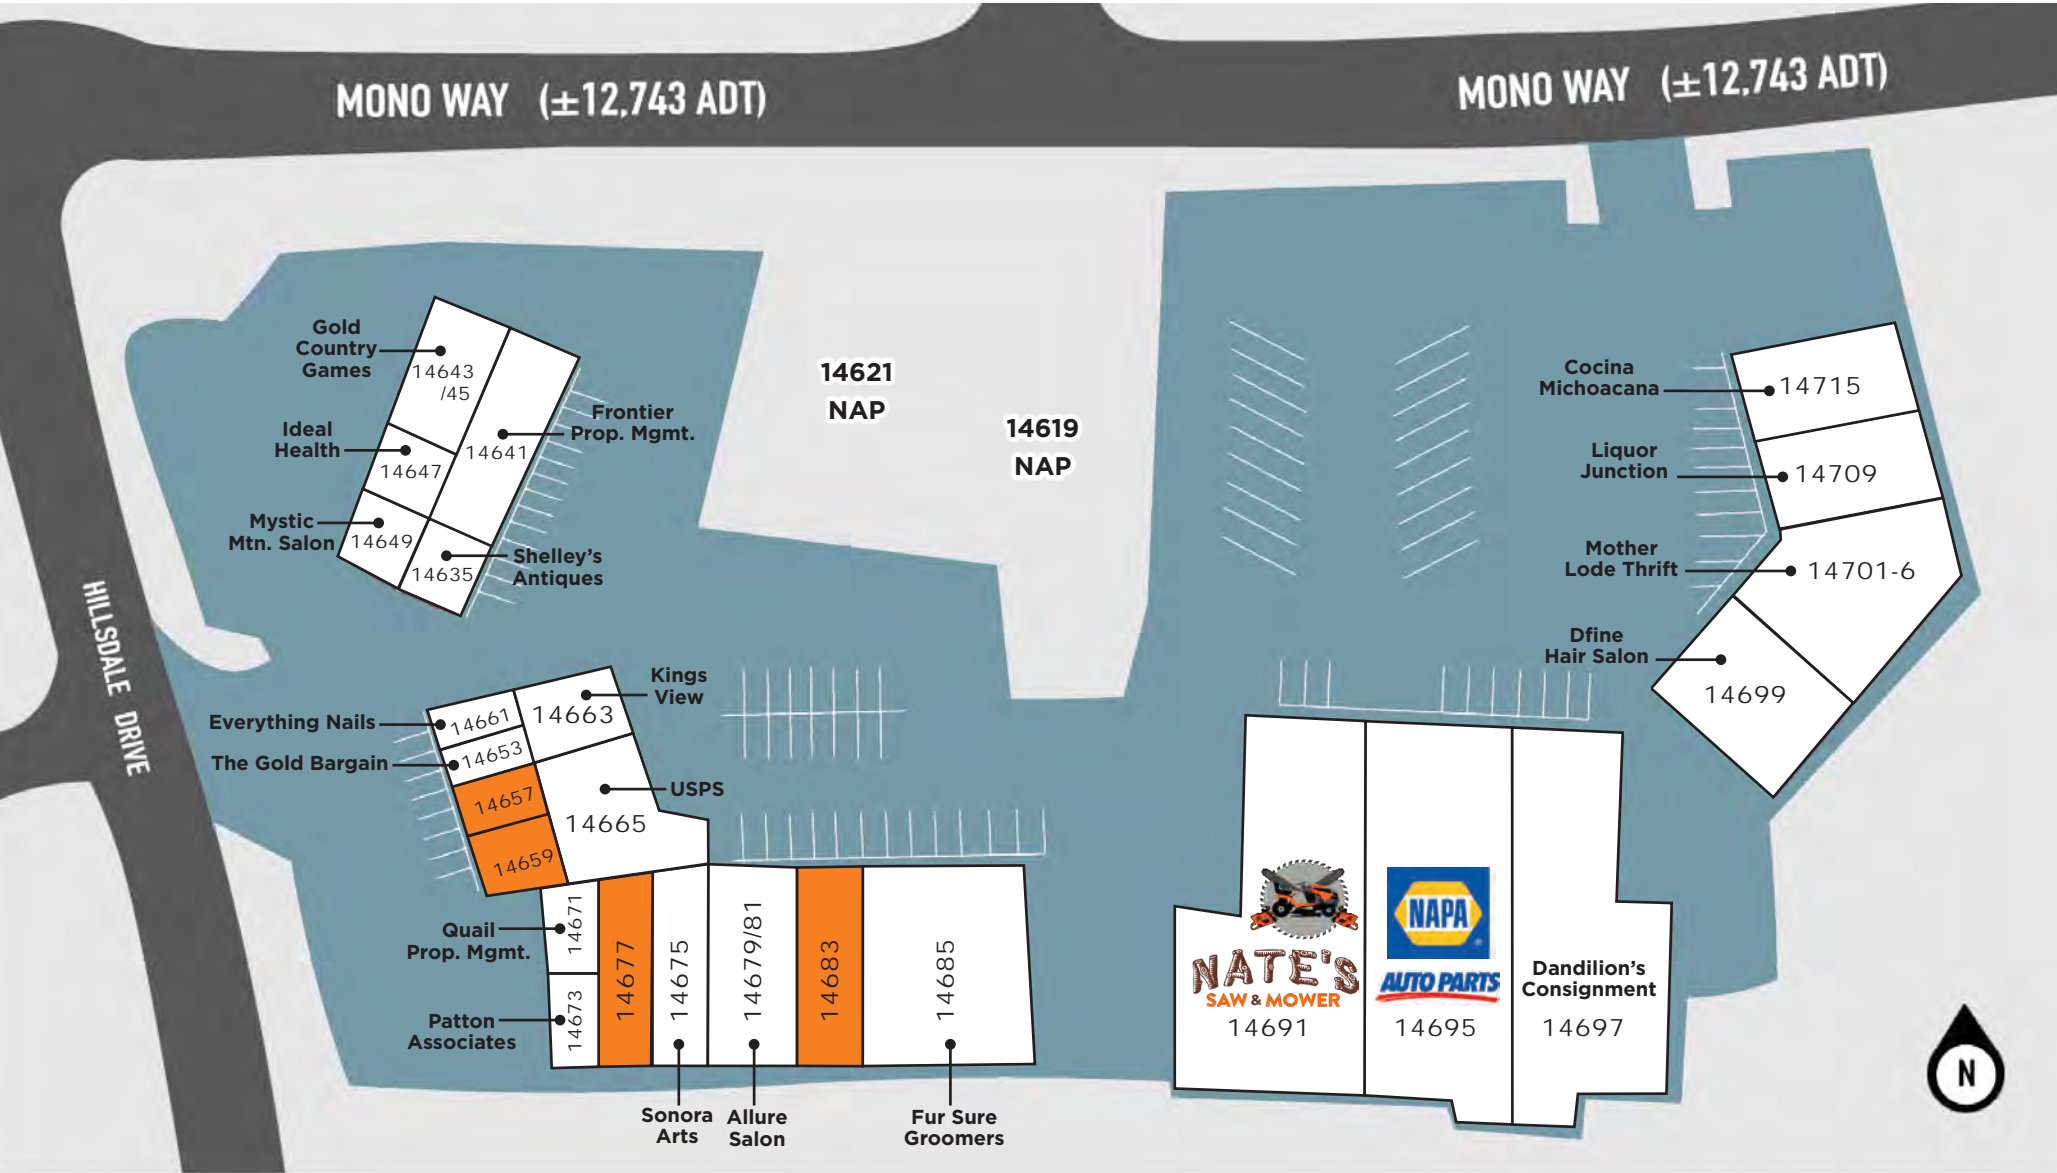 MONO WAY (±12,743 ADT)
MONO WAY (±12,743 ADT)
HILLSDALE DRIVE
Gold
Country
Games
14643
/45
Ideal
Health
14647
Mystic
Mtn. Salon
14649
Frontier
Prop. Mgmt.
14641
Shelley's
Antiques
14635
14621
NAP
14619
NAP
Cocina
Michoacana
14715
Liquor
Junction
14709
Mother
Lode Thrift
14701-6
Dfine
Hair Salon
14699
Kings
View
14663
Everything Nails
14661
The Gold Bargain
14653
14657
14659
USPS
14665
Quail
Prop. Mgmt.
14671
Patton
Associates
14673
14677
14675
Sonora
Arts
14679/81
Allure
Salon
14683
14685
Fur Sure
Groomers
NATE'S
SAW & MOWER
14691
NAPA
AUTO PARTS
14695
Dandilion's
Consignment
14697
N